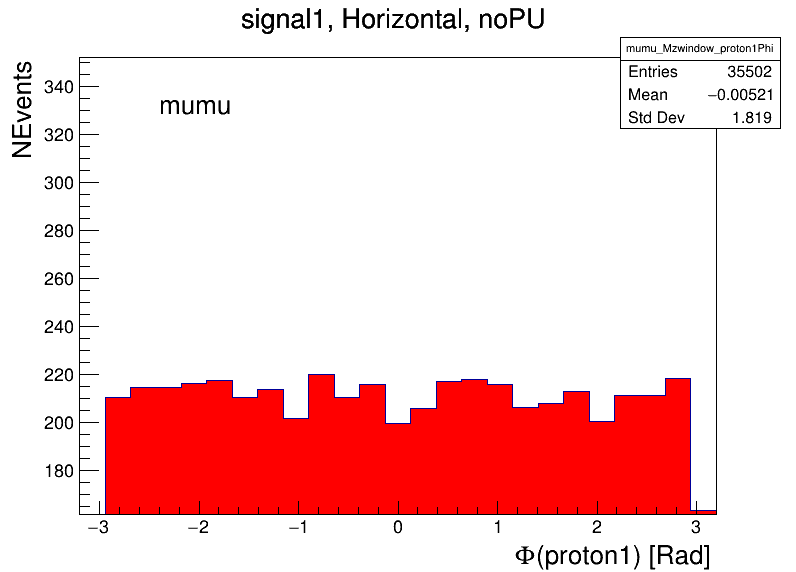 signal1, Horizontal, noPU
mumu_Mzwindow_proton1Phi
Entries 35502
Mean −0.00521
Std Dev 1.819
NEvents
mumu
340
320
300
280
260
240
220
200
180
−3 −2 −1 0 1 2 3
Φ(proton1) [Rad]